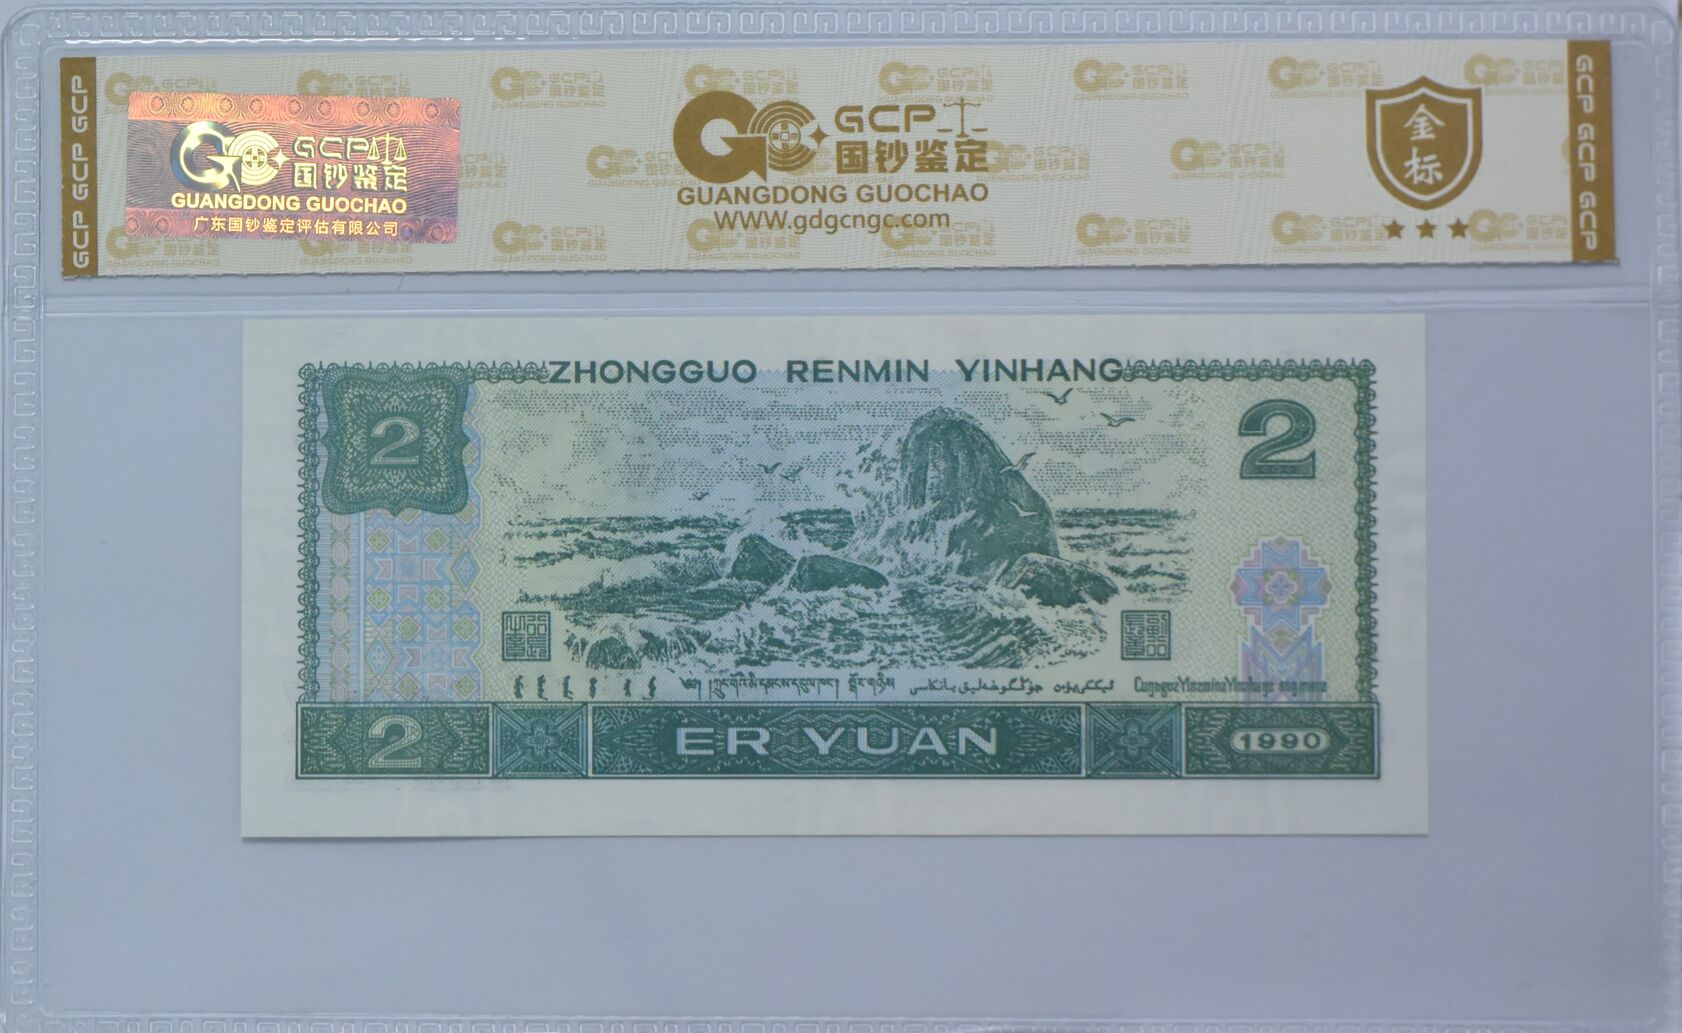 GCP GCP GCP
GCP
国钞鉴定
GUANGDONG GUOCHAO
广东国钞鉴定评估有限公司
GCP
国钞鉴定
GUANGDONG GUOCHAO
WWW.gdgcngc.com
金标
GCP GCP GCP
ZHONGGUO RENMIN YINHANG
2
2
2
ER YUAN
1990